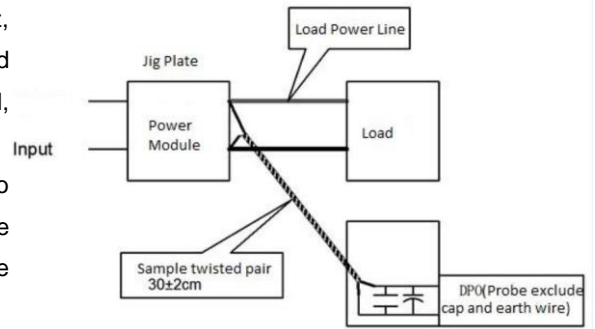 t,
d
l,
o
e
e
Load Power Line
Jig Plate
Power
Module
Load
Input
Sample twisted pair
30±2cm
DPO(Probe exclude
cap and earth wire)